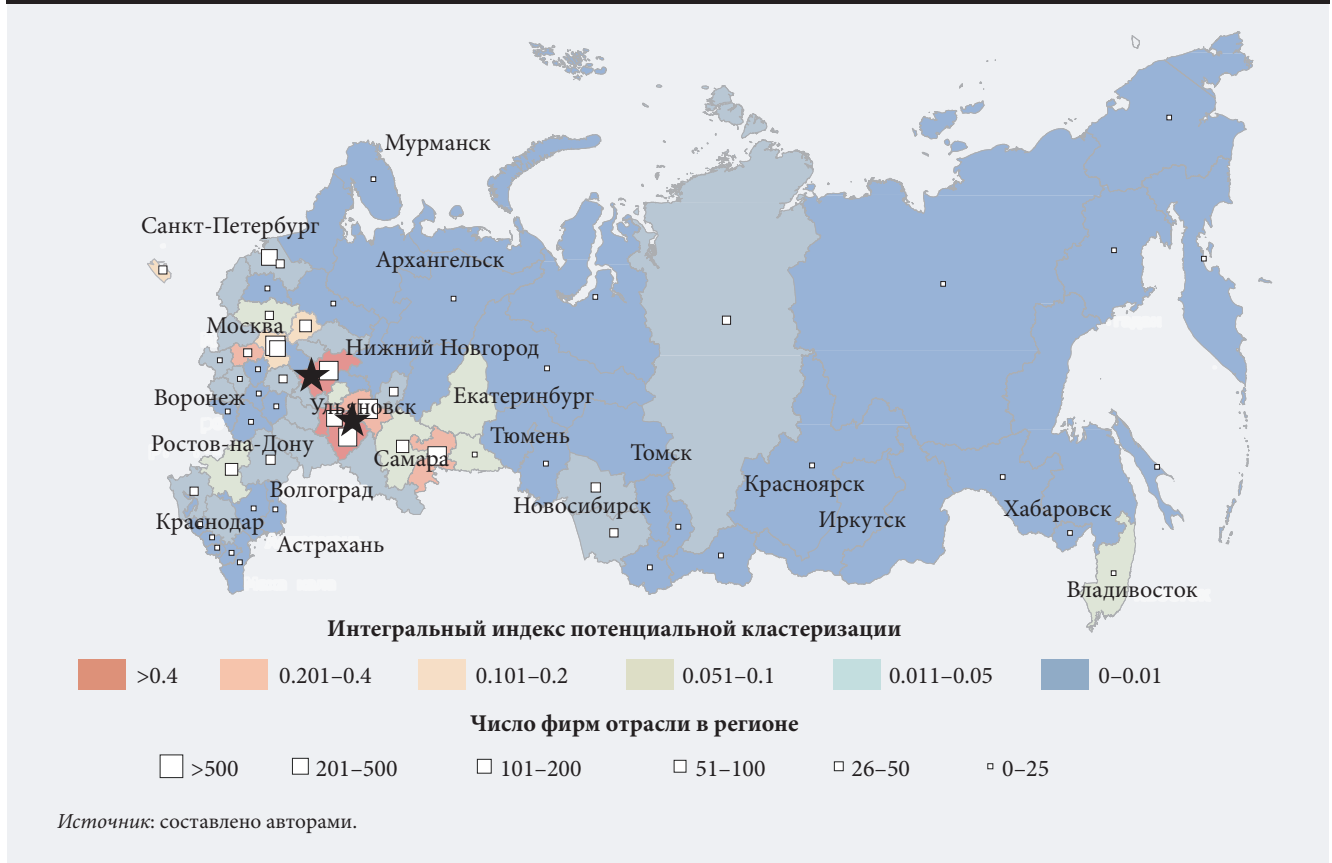 Мурманск
Санкт-Петербург
Архангельск
Москва
Нижний Новгород
Воронеж
Ульяновск
Екатеринбург
Ростов-на-Дону
Тюмень
Самара
Томск
Волгоград
Красноярск
Новосибирск
Краснодар
Иркутск
Хабаровск
Астрахань
Владивосток
Интегральный индекс потенциальной кластеризации
>0.4 0.201–0.4 0.101–0.2 0.051–0.1 0.011–0.05 0–0.01
Число фирм отрасли в регионе
>500 201–500 101–200 51–100 26–50 0–25
Источник: составлено авторами.